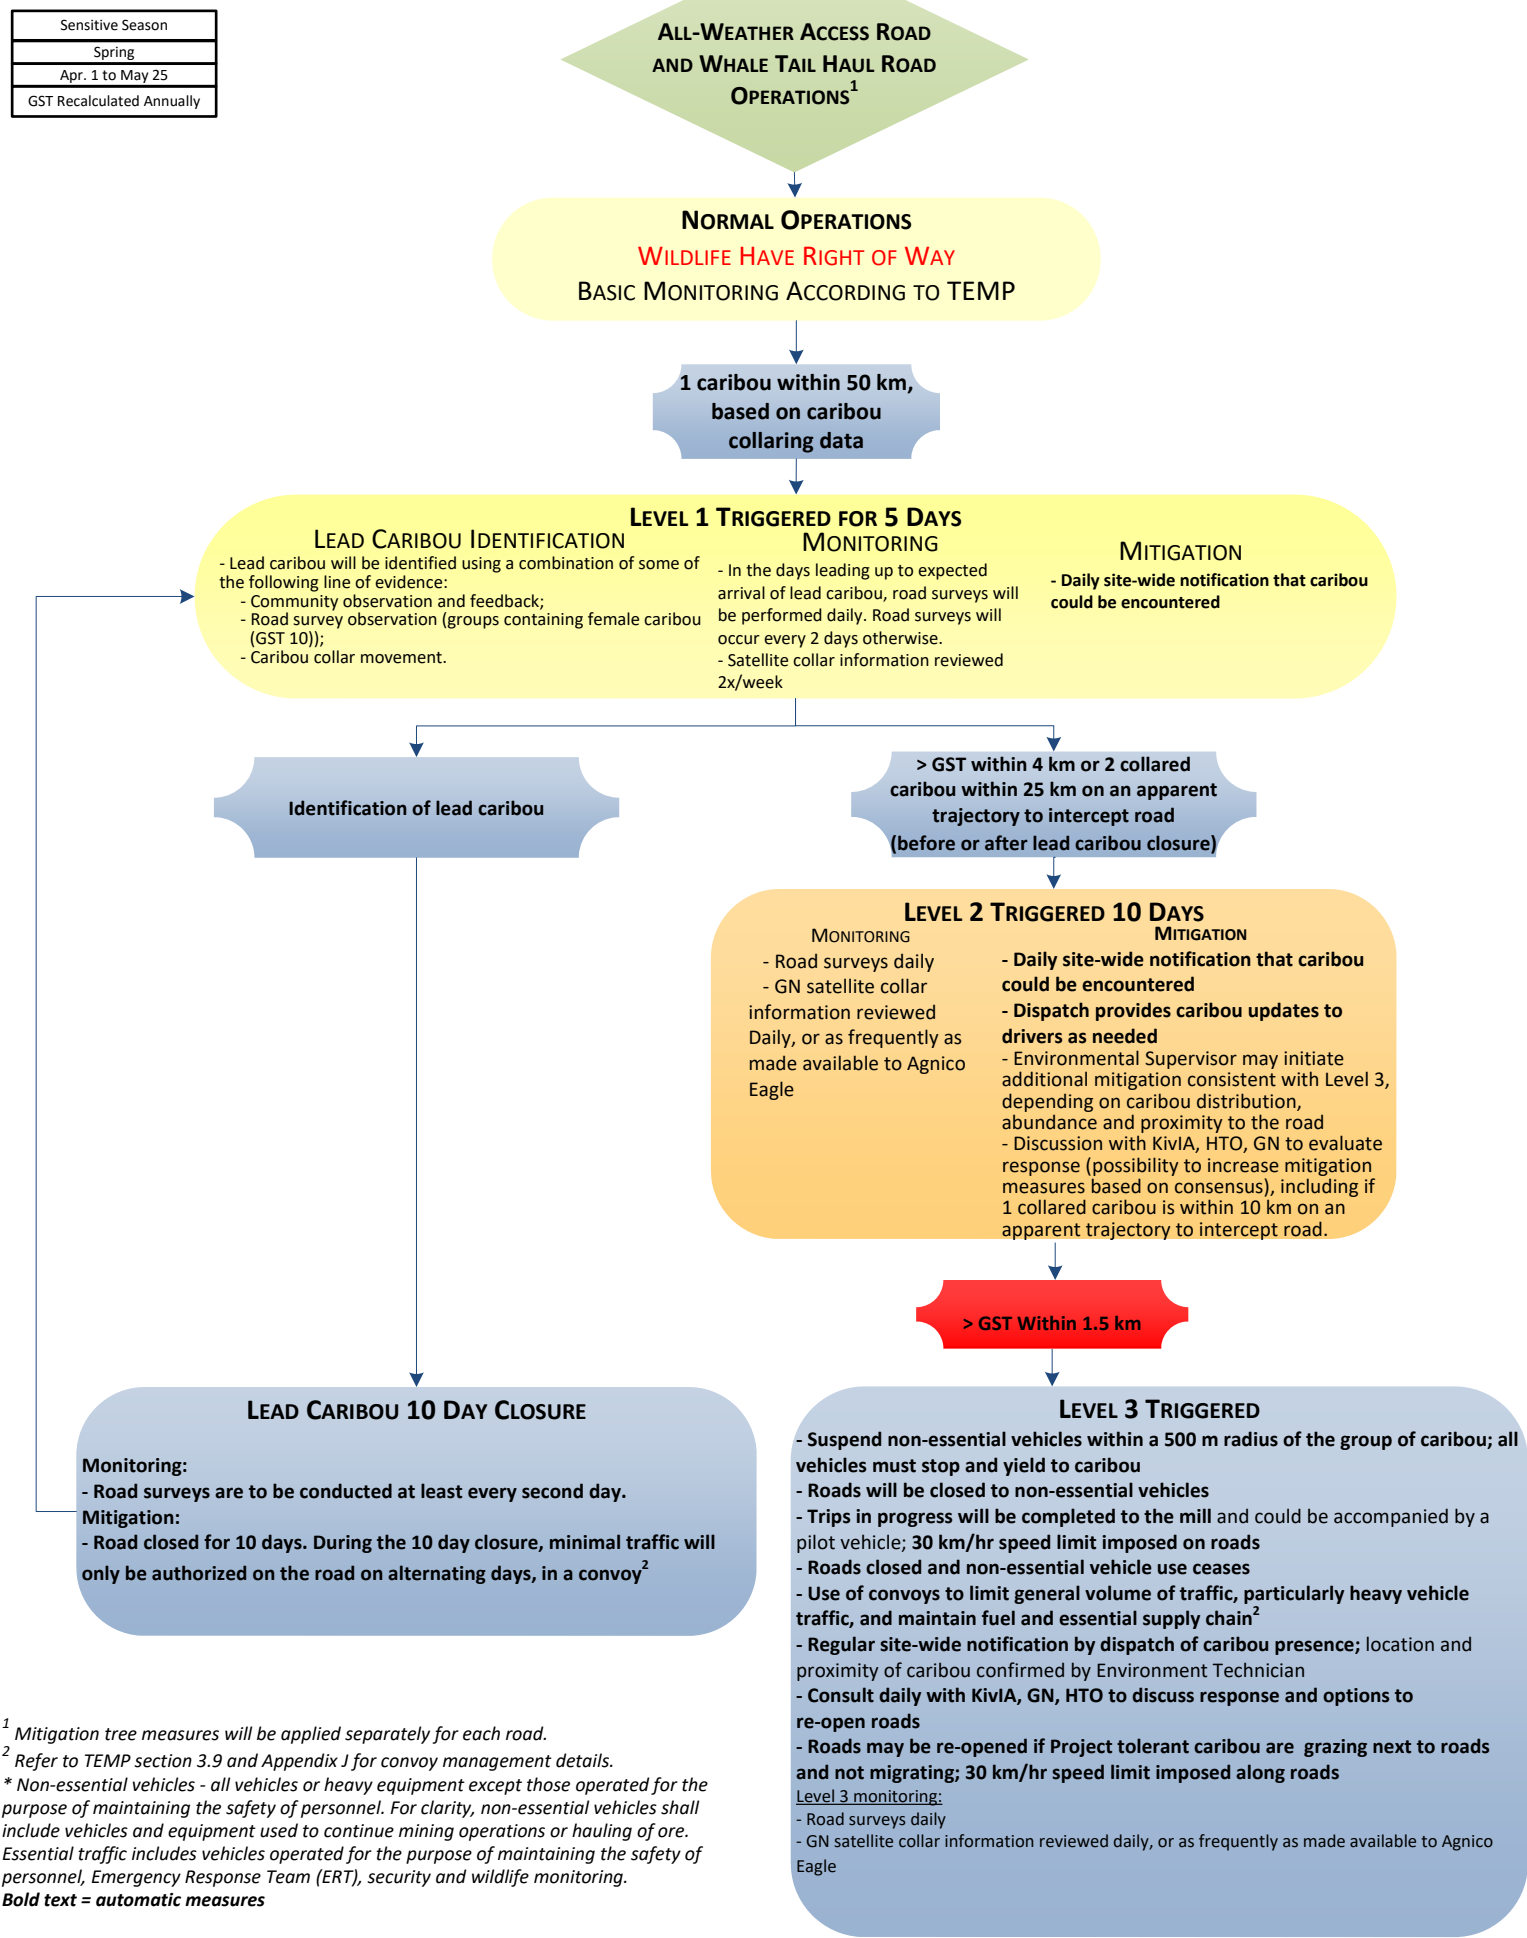 Sensitive Season
Spring
Apr. 1 to May 25
GST Recalculated Annually
ALL-WEATHER ACCESS ROAD
AND WHALE TAIL HAUL ROAD
OPERATIONS1
NORMAL OPERATIONS
WILDLIFE HAVE RIGHT OF WAY
BASIC MONITORING ACCORDING TO TEMP
1 caribou within 50 km,
based on caribou
collaring data
LEVEL 1 TRIGGERED FOR 5 DAYS
LEAD CARIBOU IDENTIFICATION
- Lead caribou will be identified using a combination of some of
the following line of evidence:
- Community observation and feedback;
- Road survey observation (groups containing female caribou
(GST 10));
- Caribou collar movement.
MONITORING
- In the days leading up to expected
arrival of lead caribou, road surveys will
be performed daily. Road surveys will
occur every 2 days otherwise.
- Satellite collar information reviewed
2x/week
MITIGATION
- Daily site-wide notification that caribou
could be encountered
Identification of lead caribou
> GST within 4 km or 2 collared
caribou within 25 km on an apparent
trajectory to intercept road
(before or after lead caribou closure)
LEVEL 2 TRIGGERED 10 DAYS
MONITORING
- Road surveys daily
- GN satellite collar
information reviewed
Daily, or as frequently as
made available to Agnico
Eagle
MITIGATION
- Daily site-wide notification that caribou
could be encountered
- Dispatch provides caribou updates to
drivers as needed
- Environmental Supervisor may initiate
additional mitigation consistent with Level 3,
depending on caribou distribution,
abundance and proximity to the road
- Discussion with KivIA, HTO, GN to evaluate
response (possibility to increase mitigation
measures based on consensus), including if
1 collared caribou is within 10 km on an
apparent trajectory to intercept road.
> GST Within 1.5 km
LEAD CARIBOU 10 DAY CLOSURE
Monitoring:
- Road surveys are to be conducted at least every second day.
Mitigation:
- Road closed for 10 days. During the 10 day closure, minimal traffic will
only be authorized on the road on alternating days, in a convoy2
LEVEL 3 TRIGGERED
- Suspend non-essential vehicles within a 500 m radius of the group of caribou; all
vehicles must stop and yield to caribou
- Roads will be closed to non-essential vehicles
- Trips in progress will be completed to the mill and could be accompanied by a
pilot vehicle; 30 km/hr speed limit imposed on roads
- Roads closed and non-essential vehicle use ceases
- Use of convoys to limit general volume of traffic, particularly heavy vehicle
traffic, and maintain fuel and essential supply chain2
- Regular site-wide notification by dispatch of caribou presence; location and
proximity of caribou confirmed by Environment Technician
- Consult daily with KivIA, GN, HTO to discuss response and options to
re-open roads
- Roads may be re-opened if Project tolerant caribou are grazing next to roads
and not migrating; 30 km/hr speed limit imposed along roads
Level 3 monitoring:
- Road surveys daily
- GN satellite collar information reviewed daily, or as frequently as made available to Agnico
Eagle
1 Mitigation tree measures will be applied separately for each road.
2 Refer to TEMP section 3.9 and Appendix J for convoy management details.
* Non-essential vehicles - all vehicles or heavy equipment except those operated for the
purpose of maintaining the safety of personnel. For clarity, non-essential vehicles shall
include vehicles and equipment used to continue mining operations or hauling of ore.
Essential traffic includes vehicles operated for the purpose of maintaining the safety of
personnel, Emergency Response Team (ERT), security and wildlife monitoring.
Bold text = automatic measures